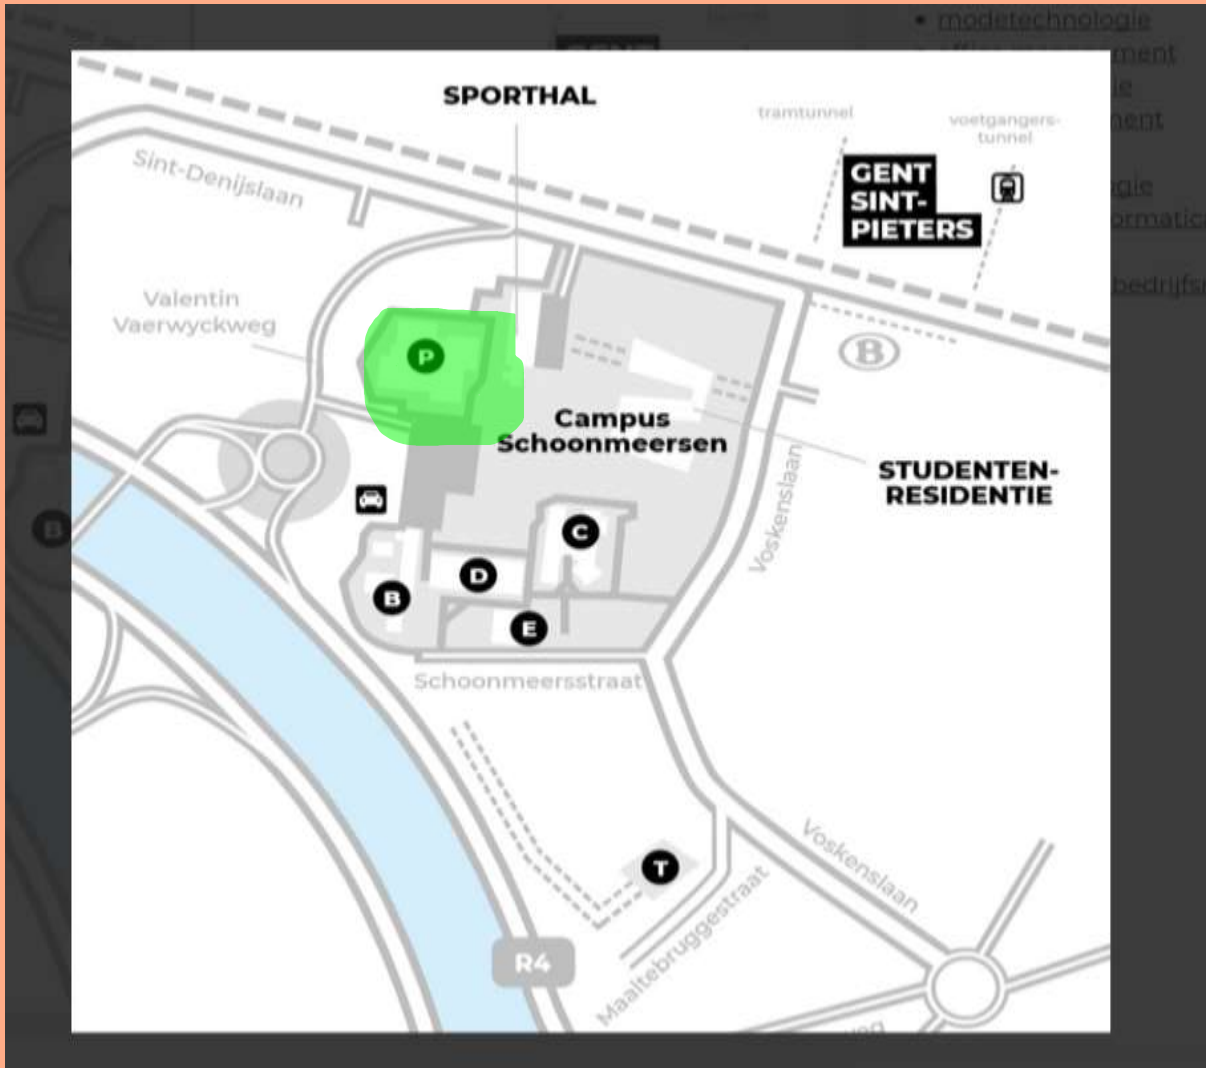 modetechnologie
SPORTHAL
tramtunnel
voetgangers-
tunnel
GENT
SINT-
PIETERS
Sint-Denijslaan
Valentin
Vaerwyckweg
P
B
Campus
Schoonmeersen
STUDENTEN-
RESIDENTIE
Voskenslaan
C
D
B
E
B
Schoonmeersstraat
T
Voskenslaan
Maaltebruggestraat
R4